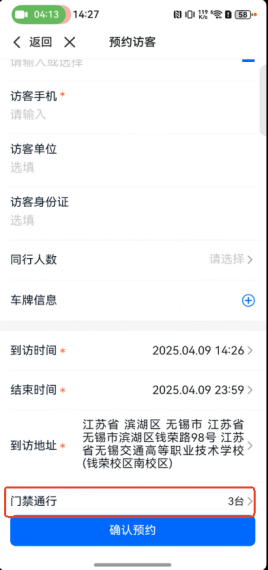 04:13 14:27 119 K/s 58
返回 预约访客
请输入或选择
访客手机*
请输入
访客单位
选填
访客身份证
选填
同行人数 请选择
车牌信息
到访时间* 2025.04.09 14:26
结束时间* 2025.04.09 23:59
江苏省 滨湖区 无锡市 江苏省
无锡市滨湖区钱荣路98号 江苏
到访地址* 省无锡交通高等职业技术学校
(钱荣校区南校区)
门禁通行 3台
确认预约